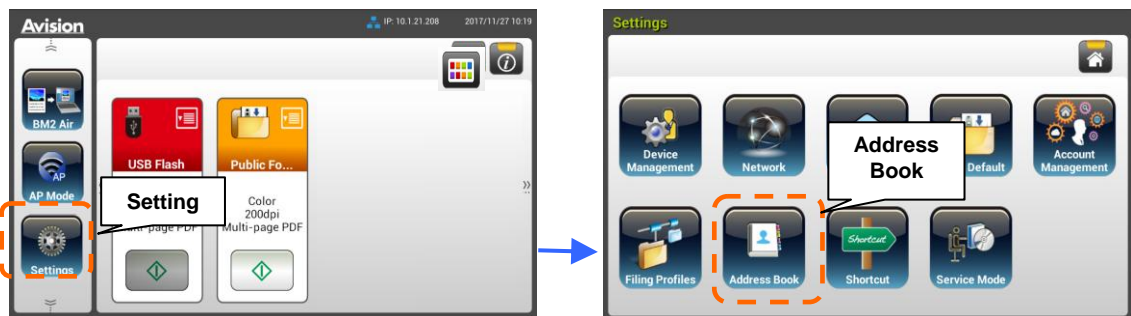 Avision
IP: 10.1.21.208 2017/11/27 10:19
BM2 Air
AP
AP Mode
Settings
USB Flash
Public Fo...
Color
200dpi
Multi-page PDF
Setting
Settings
Device
Management
Network
Default
Account
Management
Address
Book
Filing Profiles
Address Book
Shortcut
Shortcut
Service Mode